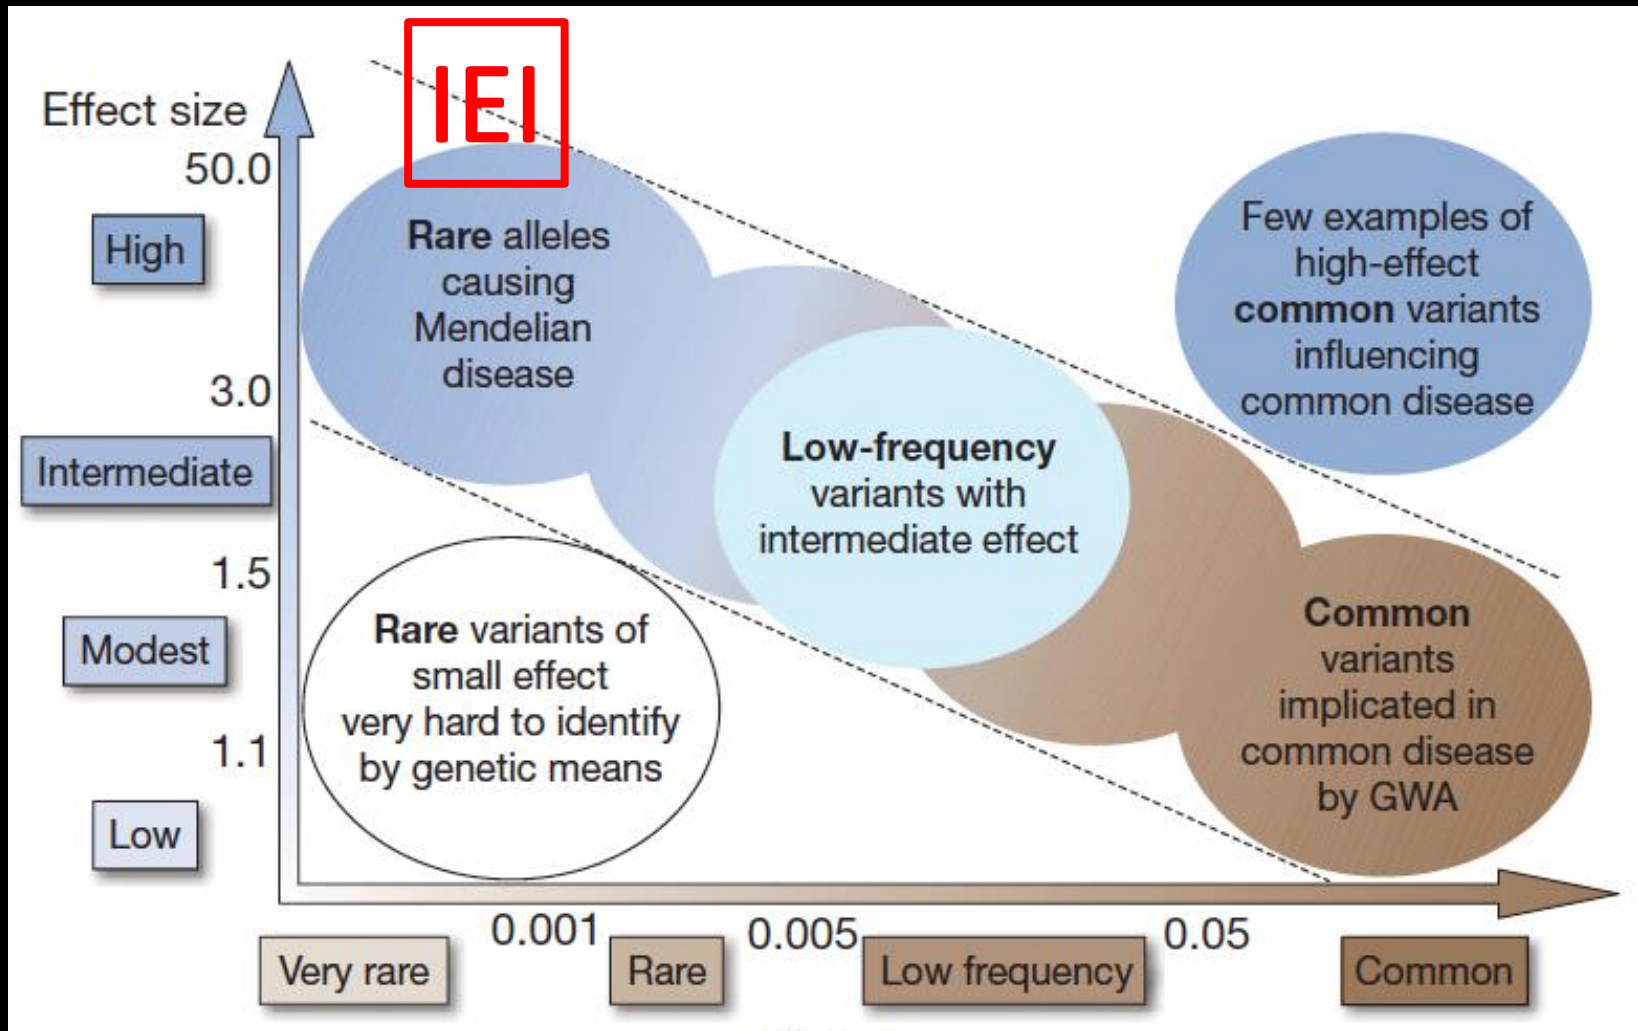 IEI
Effect size
50.0
High
3.0
Intermediate
1.5
Modest
1.1
Low
Rare alleles
causing
Mendelian
disease
Few examples of
high-effect
common variants
influencing
common disease
Low-frequency
variants with
intermediate effect
Rare variants of
small effect
very hard to identify
by genetic means
Common
variants
implicated in
common disease
by GWA
0.001
0.005
0.05
Very rare
Rare
Low frequency
Common